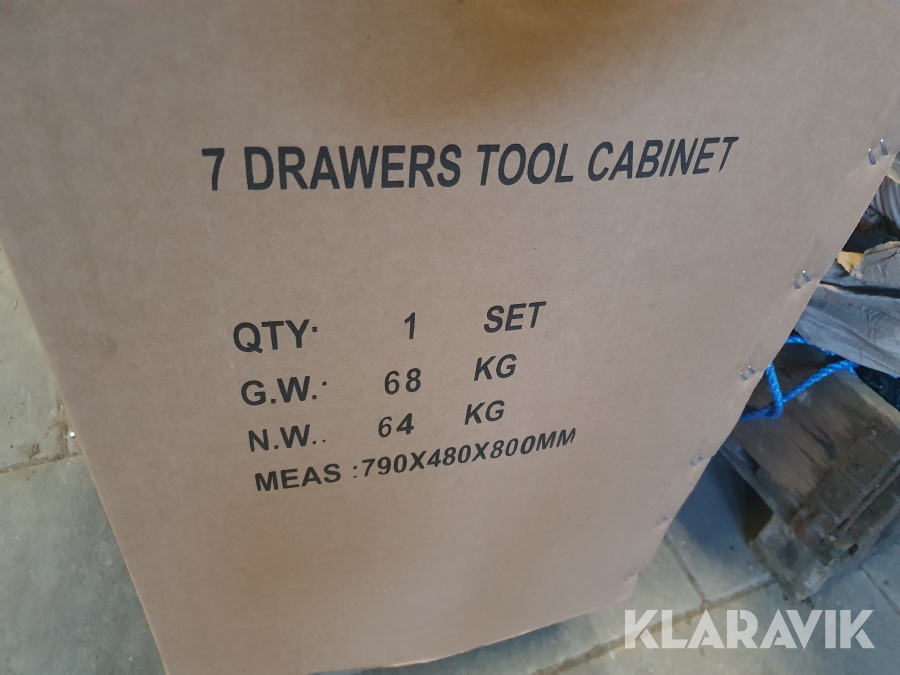 7 DRAWERS TOOL CABINET
QTY· 1 SET
G.W.· 68 KG
N.W.. 64 KG
MEAS :790X480X800MM
KLARAVIK